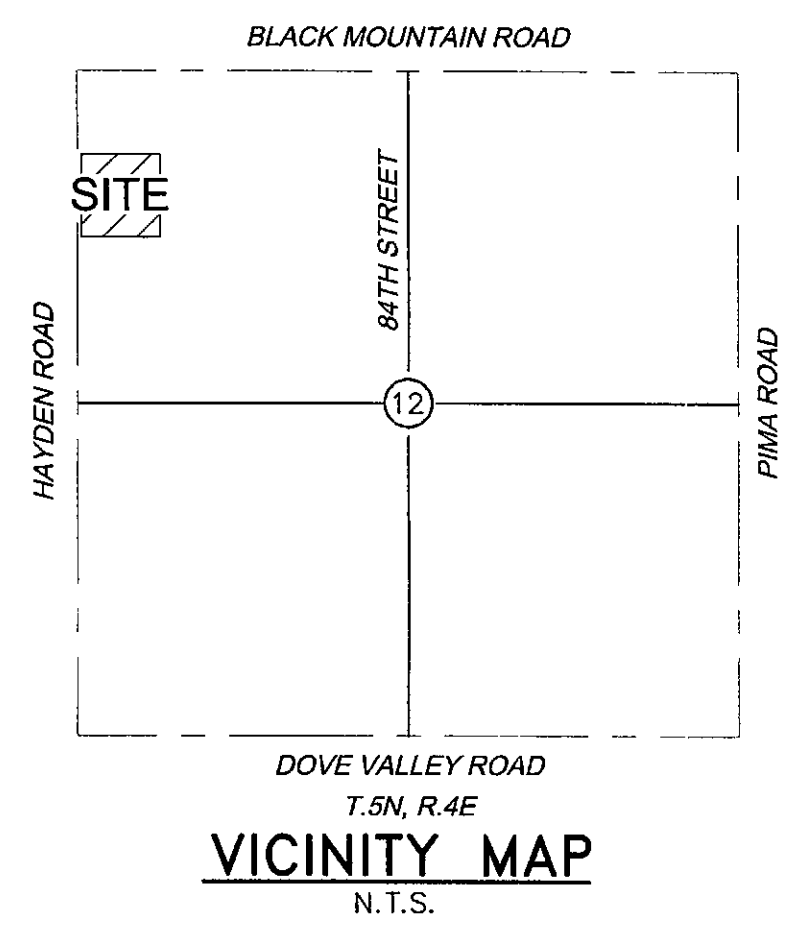 BLACK MOUNTAIN ROAD
SITE
84TH STREET
HAYDEN ROAD
12
PIMA ROAD
DOVE VALLEY ROAD
T.5N, R.4E
VICINITY MAP
N.T.S.